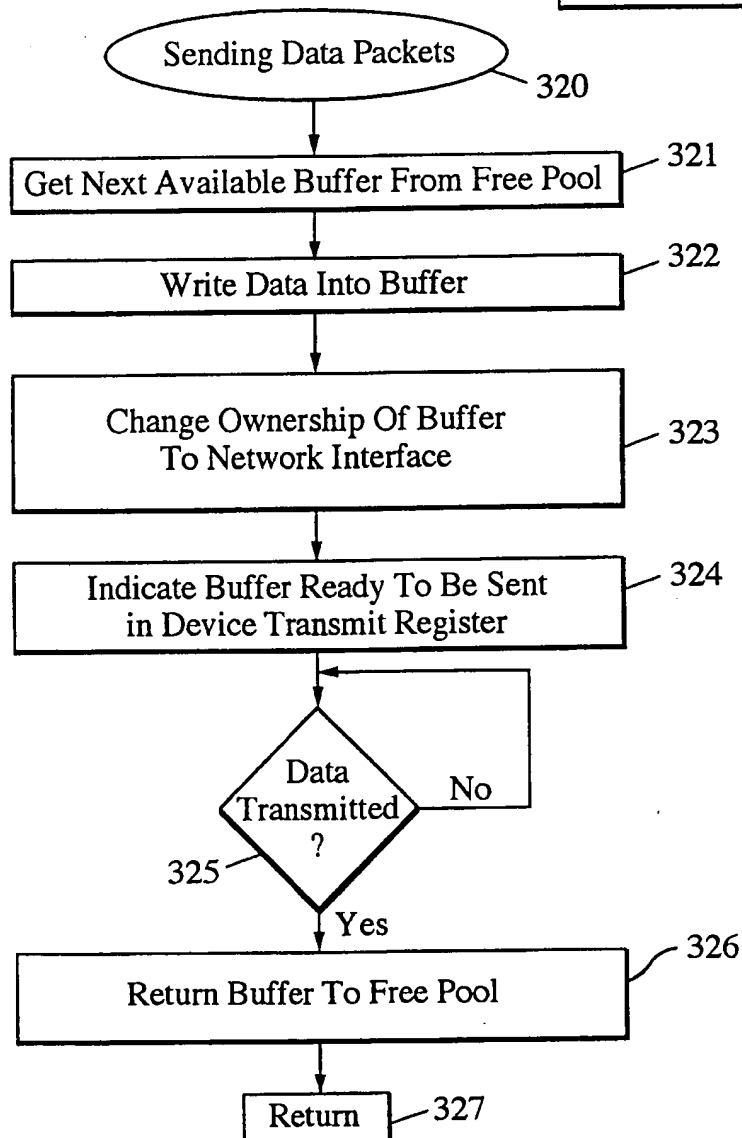 Sending Data Packets
320
Get Next Available Buffer From Free Pool
321
Write Data Into Buffer
322
Change Ownership Of Buffer
To Network Interface
323
Indicate Buffer Ready To Be Sent
in Device Transmit Register
324
Data
Transmitted
?
No
325
Yes
Return Buffer To Free Pool
326
Return
327